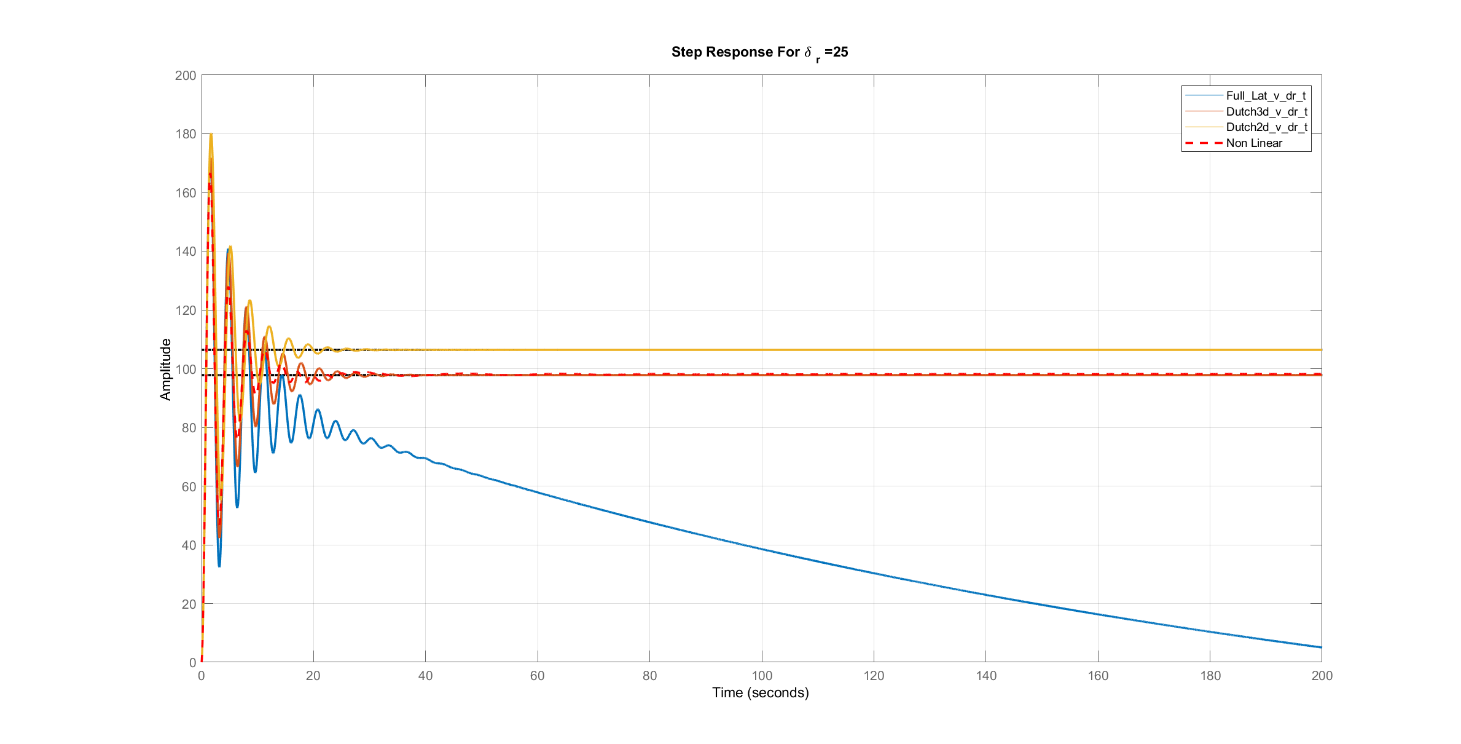 Step Response For δ r =25
200
180
160
140
120
100
80
60
40
20
0
Amplitude
Full_Lat_v_dr_t
Dutch3d_v_dr_t
Dutch2d_v_dr_t
Non Linear
0 20 40 60 80 100 120 140 160 180 200
Time (seconds)